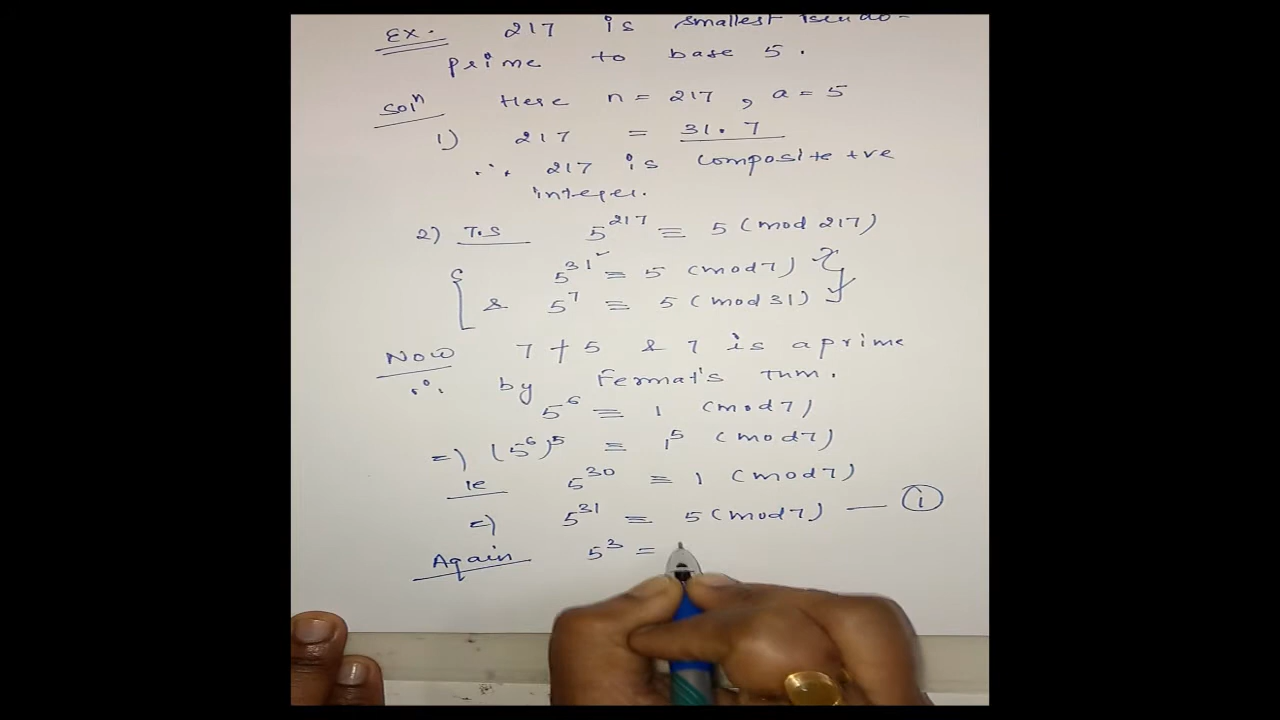 Ex. 217 is smallest Pseudo-
prime to base 5.
Solⁿ Here n = 217 , a = 5
1) 217 = 31 . 7
∴ 217 is composite +ve
integer.
2) T.S 5^217 ≡ 5 (mod 217)
{ 5^31 ≡ 5 (mod 7) }
& 5^7 ≡ 5 (mod 31)
Now 7 ∤ 5 & 7 is a prime
∴ by Fermat's Thm.
5^6 ≡ 1 (mod 7)
=) (5^6)^5 ≡ 1^5 (mod 7)
ie 5^30 ≡ 1 (mod 7)
=) 5^31 ≡ 5 (mod 7) — ①
Again 5^3 =